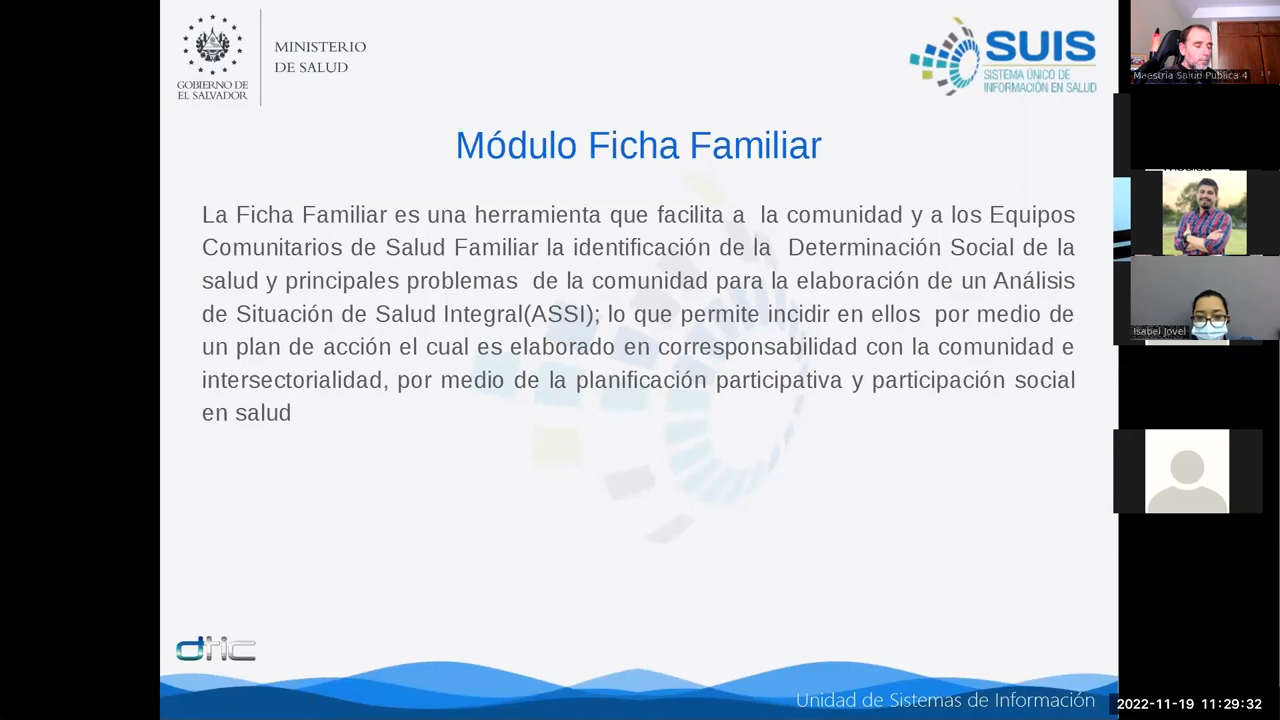 GOBIERNO DE
EL SALVADOR
MINISTERIO
DE SALUD
SUIS
SISTEMA ÚNICO DE
INFORMACIÓN EN SALUD
Módulo Ficha Familiar
La Ficha Familiar es una herramienta que facilita a la comunidad y a los Equipos
Comunitarios de Salud Familiar la identificación de la Determinación Social de la
salud y principales problemas de la comunidad para la elaboración de un Análisis
de Situación de Salud Integral(ASSI); lo que permite incidir en ellos por medio de
un plan de acción el cual es elaborado en corresponsabilidad con la comunidad e
intersectorialidad, por medio de la planificación participativa y participación social
en salud
dtic
Unidad de Sistemas de Información
Maestria Salud Publica 4
Isabel Jovel
2022-11-19 11:29:32